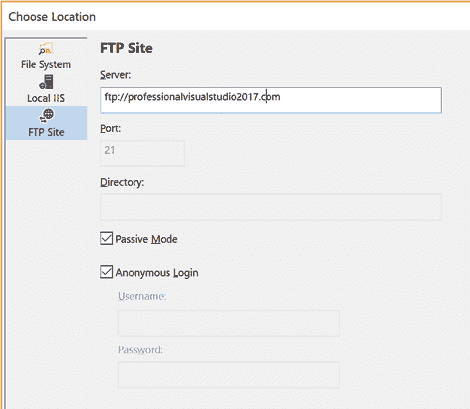 Choose Location
File System
Local IIS
FTP Site
FTP Site
Server:
ftp://professionalvisualstudio2017.com
Port:
21
Directory:
Passive Mode
Anonymous Login
Username:
Password: